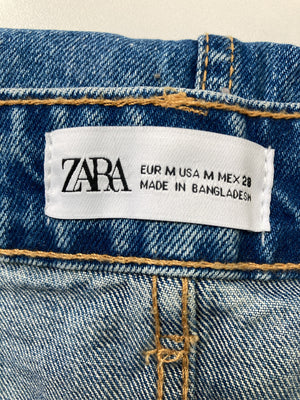 ZARA
EUR M USA M MEX 28
MADE IN BANGLADESH